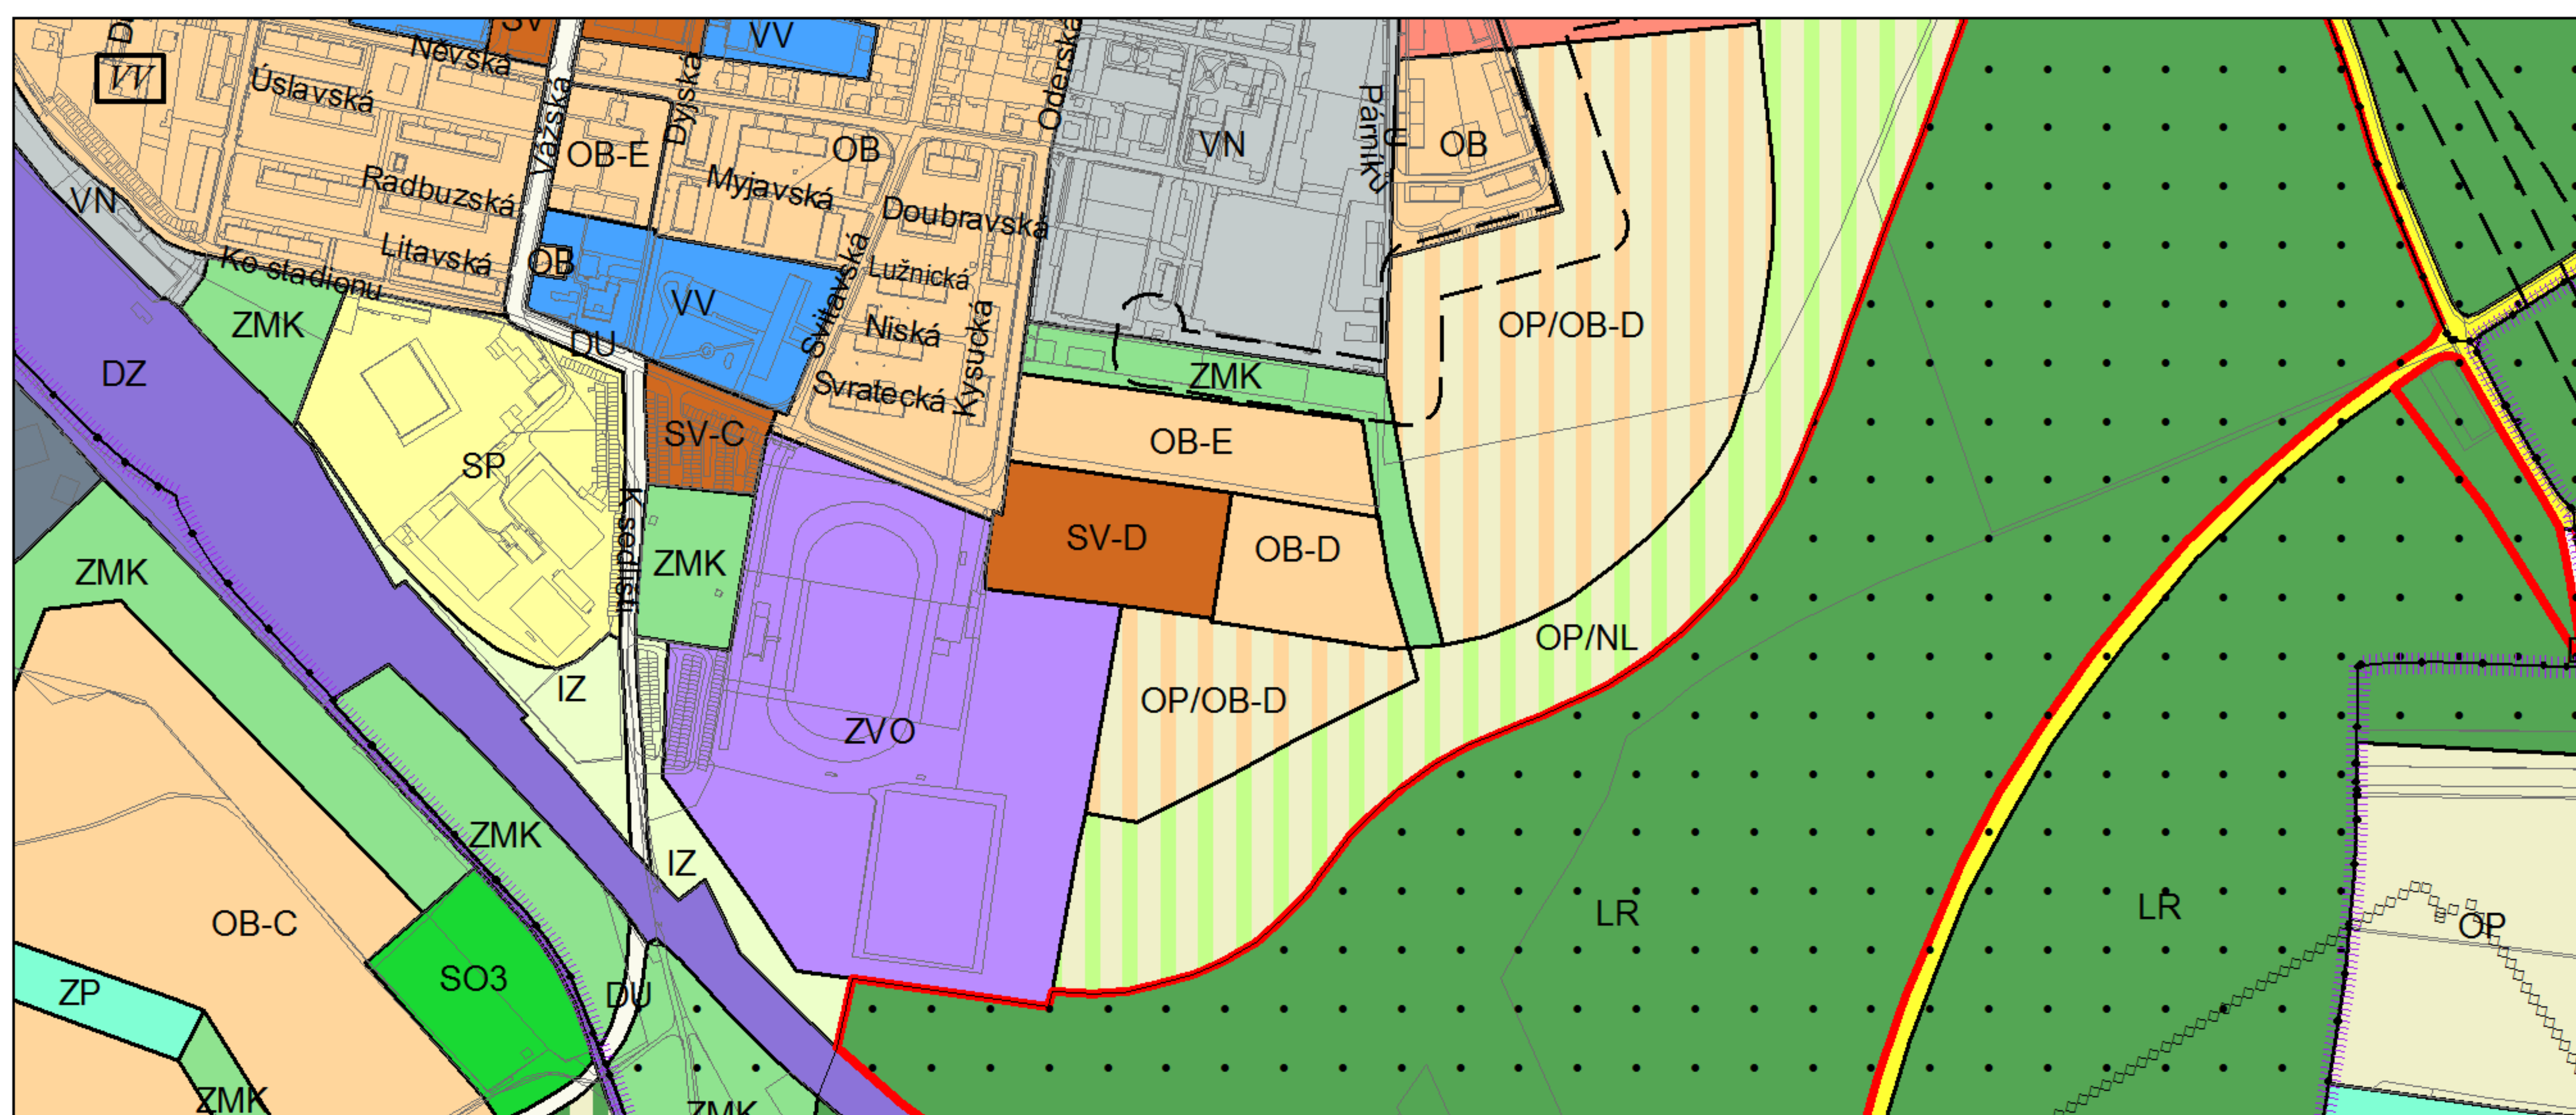 SV
VV
Něvská
VV
Úslavská
Oderská
Vážská
Dyjská
OB-E
OB
VN
Párníků
OB
VN
Radbuzská
Myjavská
Doubravská
Litavská
OB
Ko stadionu
Svitavská
Lužnická
VV
ZMK
DU
Niská
Kysucká
Svratecká
OP/OB-D
ZMK
DZ
SV-C
OB-E
SP
K sedlišti
SV-D
OB-D
ZMK
ZMK
OP/NL
IZ
OP/OB-D
ZVO
ZMK
IZ
LR
LR
OP
OB-C
SO3
ZP
DU
ZMK
ZMK